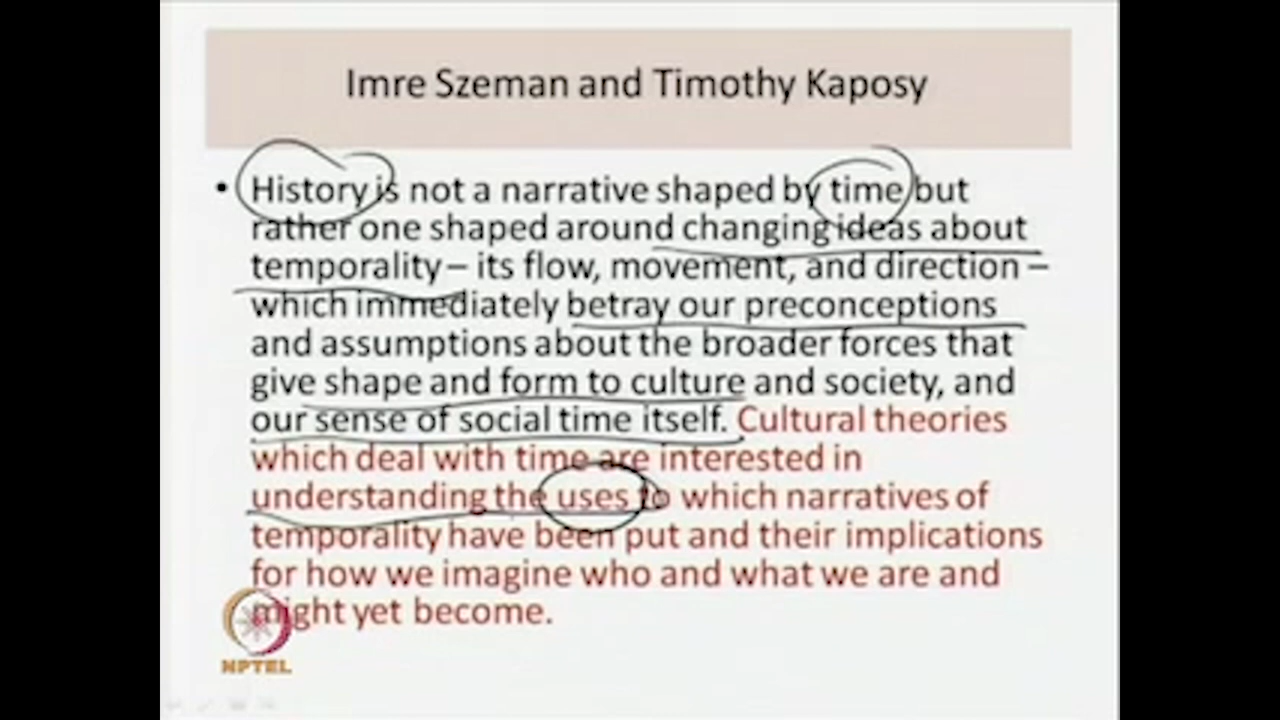 Imre Szeman and Timothy Kaposy
• History is not a narrative shaped by time but
rather one shaped around changing ideas about
temporality – its flow, movement, and direction –
which immediately betray our preconceptions
and assumptions about the broader forces that
give shape and form to culture and society, and
our sense of social time itself. Cultural theories
which deal with time are interested in
understanding the uses to which narratives of
temporality have been put and their implications
for how we imagine who and what we are and
might yet become.
NPTEL